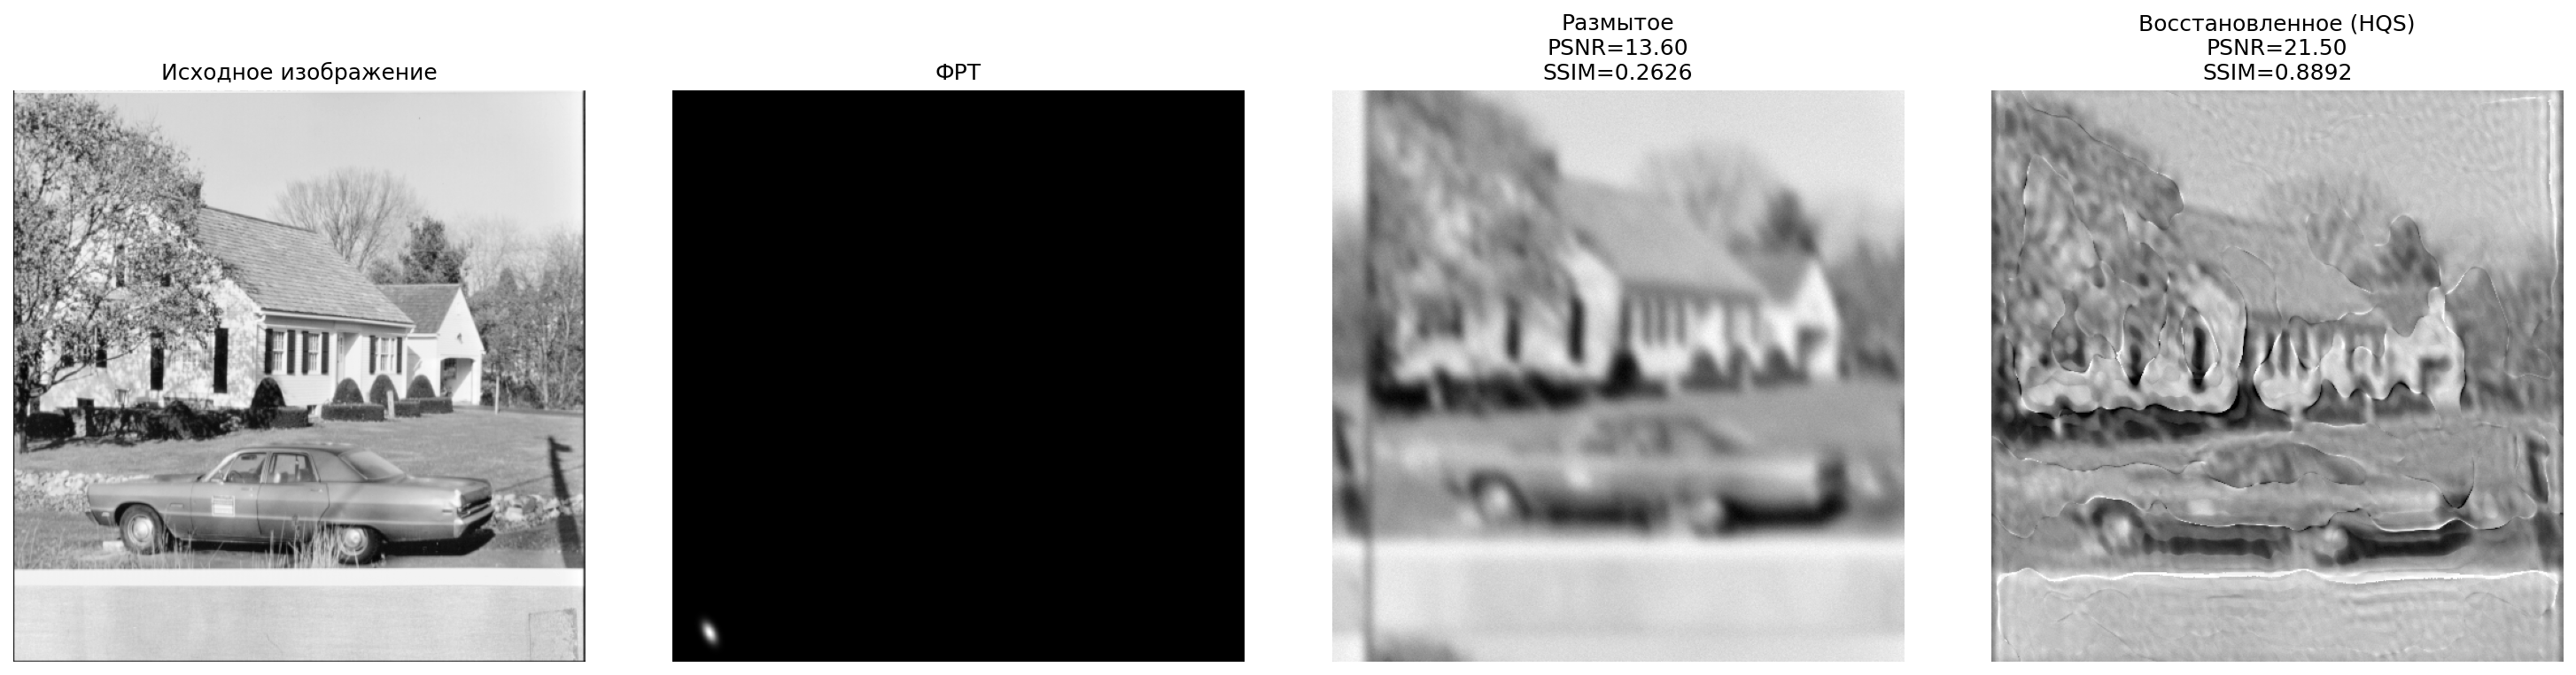 Исходное изображение
ФРТ
Размытое
PSNR=13.60
SSIM=0.2626
Восстановленное (HQS)
PSNR=21.50
SSIM=0.8892